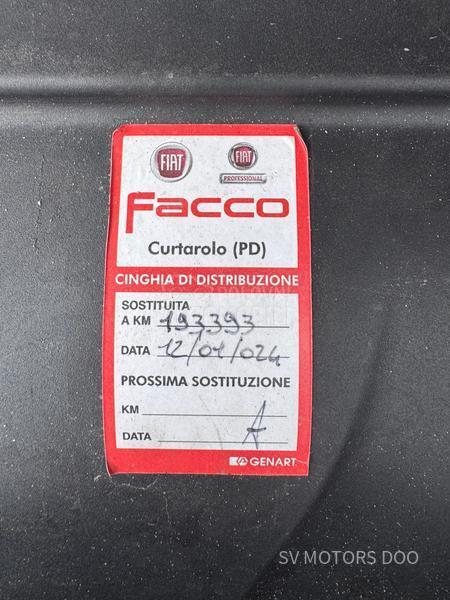 FIAT FIAT
PROFESSIONAL
Facco
Curtarolo (PD)
CINGHIA DI DISTRIBUZIONE
SOSTITUITA
A KM 193393
DATA 12/01/024
PROSSIMA SOSTITUZIONE
KM
DATA
GENART
SV MOTORS DOO